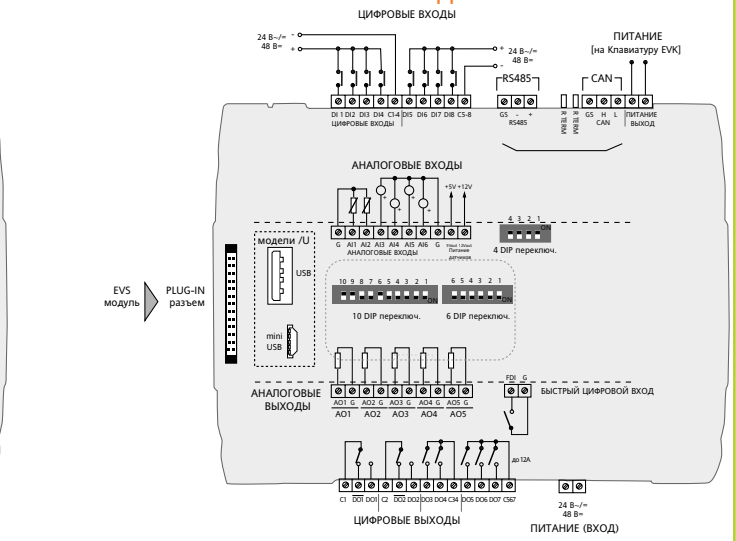 ЦИФРОВЫЕ ВХОДЫ
24 В~/= -
48 В= +
+ 24 В~/=
- 48 В=
ПИТАНИЕ
[на Клавиатуру EVK]
RS485
CAN
DI 1 DI2 DI3 DI4 C1-4 DI5 DI6 DI7 DI8 C5-8
ЦИФРОВЫЕ ВХОДЫ
GS - +
RS485
R TERM
R TERM
GS H L
CAN
ПИТАНИЕ
ВЫХОД
АНАЛОГОВЫЕ ВХОДЫ
+5V +12V
G AI1 AI2 AI3 AI4 AI5 AI6 G
АНАЛОГОВЫЕ ВХОДЫ
Питание
датчиков
4 3 2 1
ON
4 DIP переключ.
модели /U
USB
mini
USB
EVS
модуль
PLUG-IN
разъем
10 9 8 7 6 5 4 3 2 1
ON
10 DIP переключ.
6 5 4 3 2 1
ON
6 DIP переключ.
АНАЛОГОВЫЕ
ВЫХОДЫ
AO1 G AO2 G AO3 G AO4 G AO5 G
AO1 AO2 AO3 AO4 AO5
FDI G
БЫСТРЫЙ ЦИФРОВОЙ ВХОД
до 12А
C1 DO1 DO1 C2 DO2 DO2 DO3 DO4 C34 DO5 DO6 DO7 C567
ЦИФРОВЫЕ ВЫХОДЫ
24 В~/=
48 В=
ПИТАНИЕ (ВХОД)